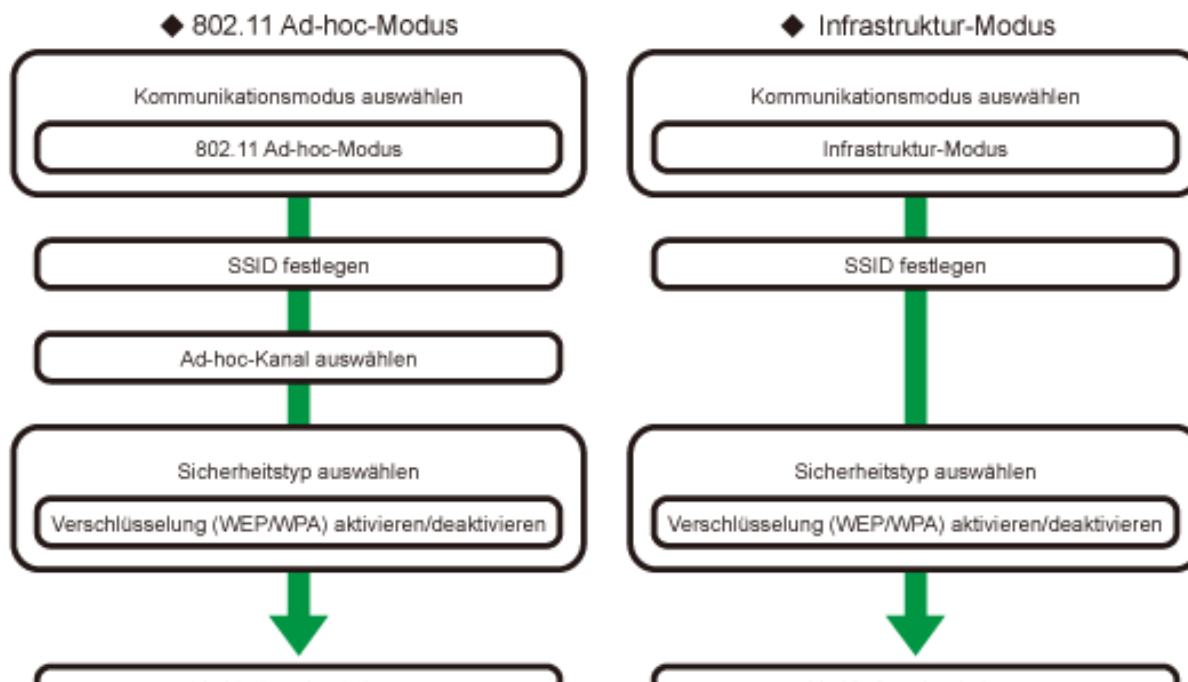 ◆ 802.11 Ad-hoc-Modus
Kommunikationsmodus auswählen
802.11 Ad-hoc-Modus
SSID festlegen
Ad-hoc-Kanal auswählen
Sicherheitstyp auswählen
Verschlüsselung (WEP/WPA) aktivieren/deaktivieren
◆ Infrastruktur-Modus
Kommunikationsmodus auswählen
Infrastruktur-Modus
SSID festlegen
Sicherheitstyp auswählen
Verschlüsselung (WEP/WPA) aktivieren/deaktivieren